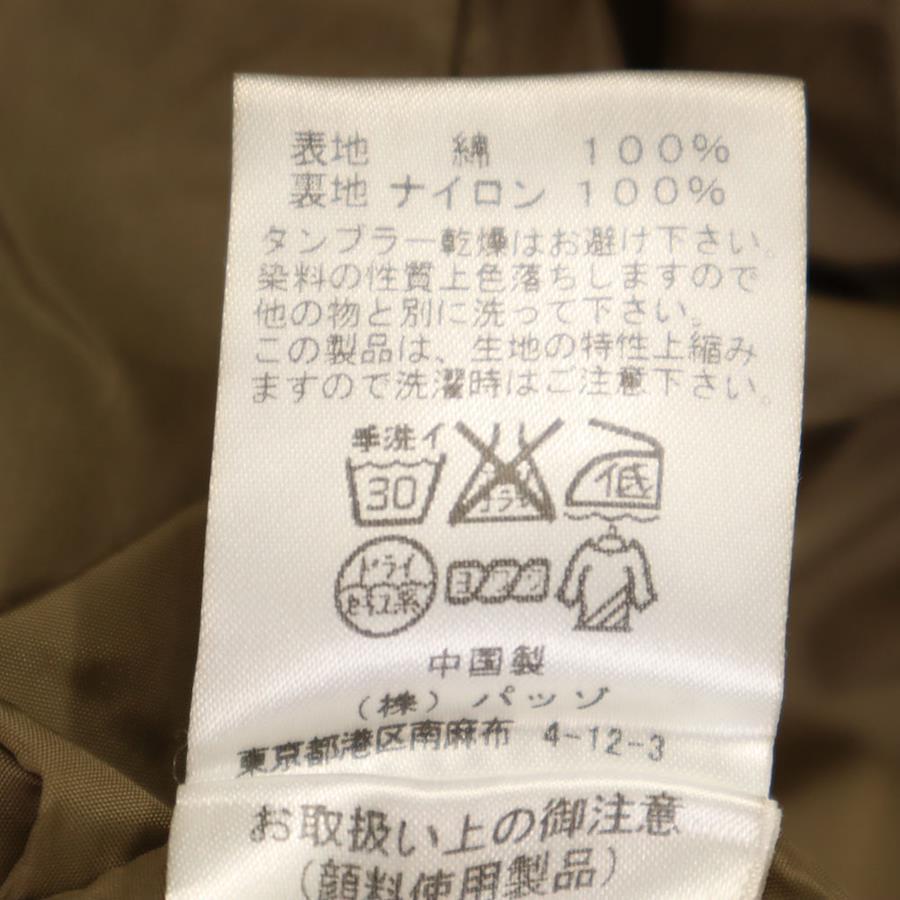 表地 綿 100%
裏地 ナイロン 100%
タンブラー乾燥はお避け下さい。
染料の性質上色落ちしますので
他の物と別に洗って下さい。
この製品は、生地の特性上縮み
ますので洗濯時はご注意下さい。
手洗イ
30
低
ドライ
セキユ系
ヨワク
中国製
(株)パッゾ
東京都港区南麻布 4-12-3
お取扱い上の御注意
(顔料使用製品)